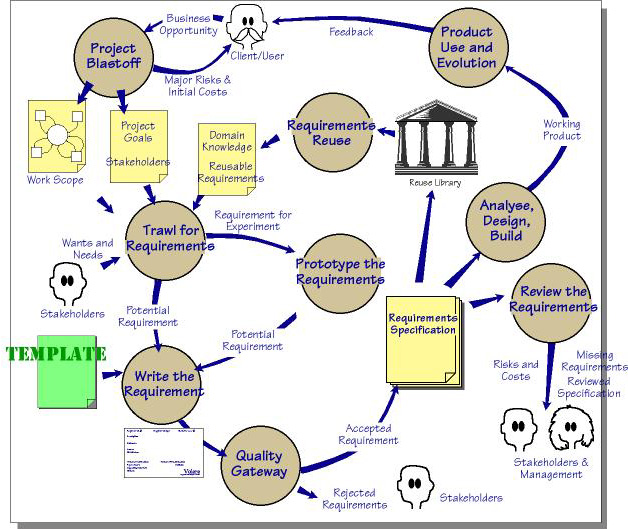 Project
Blastoff
Business
Opportunity
Client/User
Feedback
Product
Use and
Evolution
Major Risks &
Initial Costs
Work Scope
Project
Goals
Stakeholders
Domain
Knowledge
Reusable
Requirements
Requirements
Reuse
Reuse Library
Working
Product
Trawl for
Requirements
Requirement for
Experiment
Wants and
Needs
Stakeholders
Prototype the
Requirements
Analyse,
Design,
Build
Potential
Requirement
Potential
Requirement
Requirements
Specification
Review the
Requirements
TEMPLATE
Write the
Requirement
Risks and
Costs
Missing
Requirements
Reviewed
Specification
Quality
Gateway
Accepted
Requirement
Rejected
Requirements
Stakeholders
Stakeholders &
Management
Volere